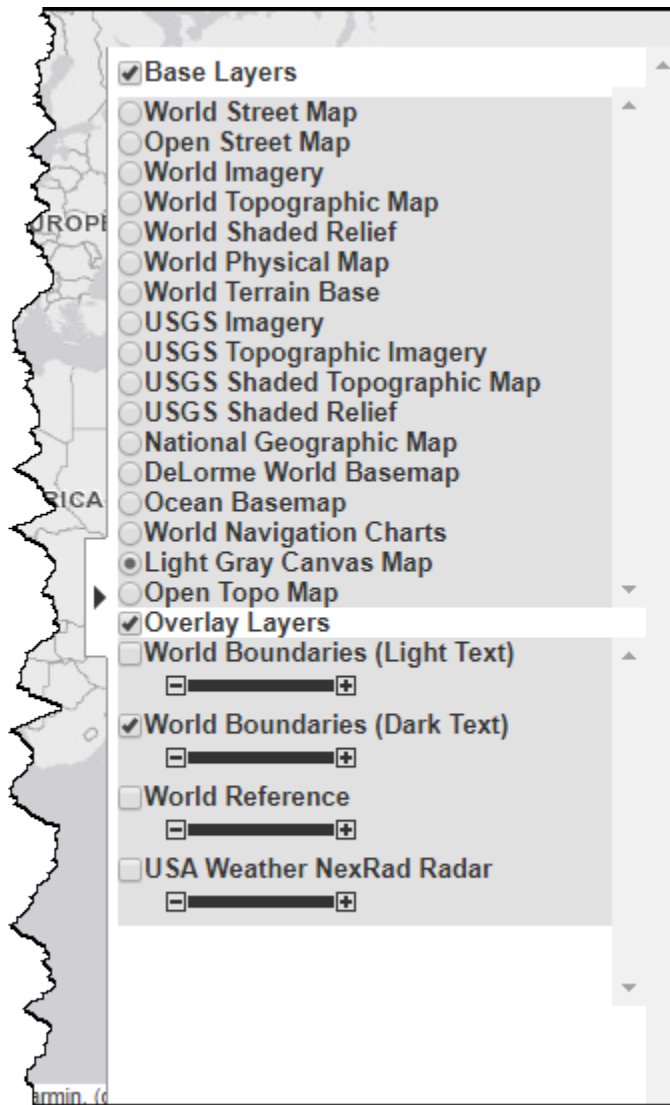 Base Layers
World Street Map
Open Street Map
World Imagery
World Topographic Map
UROPE
World Shaded Relief
World Physical Map
World Terrain Base
USGS Imagery
USGS Topographic Imagery
USGS Shaded Topographic Map
USGS Shaded Relief
National Geographic Map
DeLorme World Basemap
RICA
Ocean Basemap
World Navigation Charts
Light Gray Canvas Map
Open Topo Map
Overlay Layers
World Boundaries (Light Text)
World Boundaries (Dark Text)
World Reference
USA Weather NexRad Radar
armin, (c